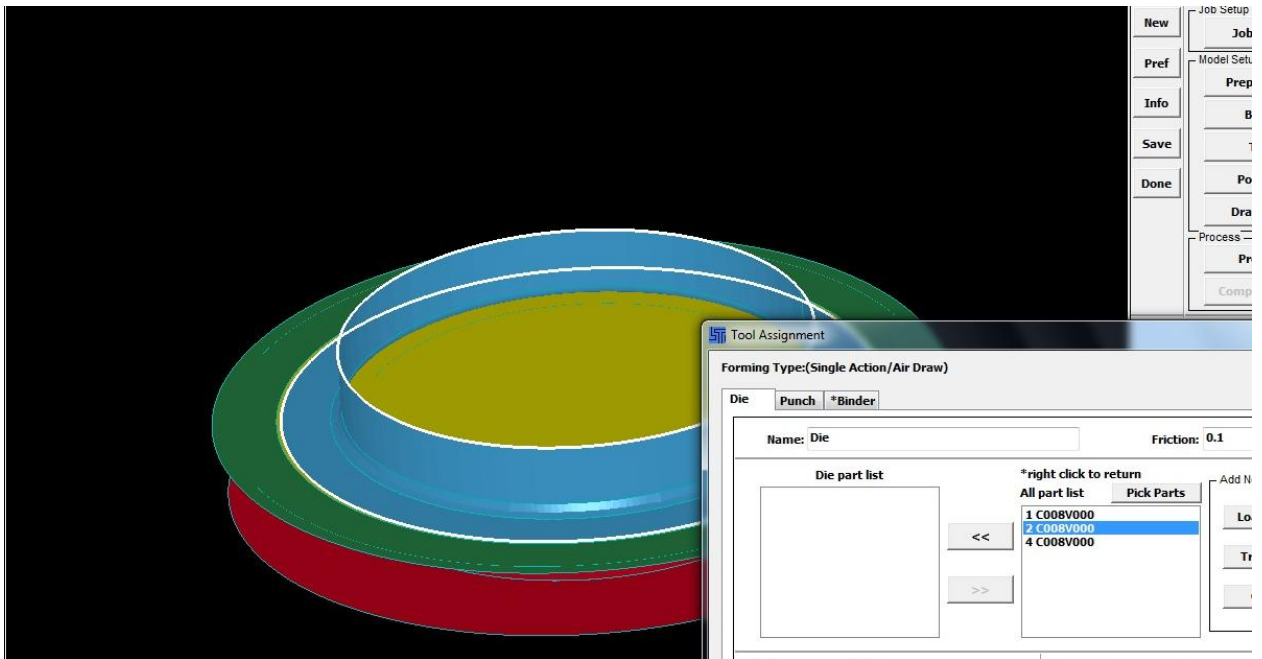 New
Pref
Info
Save
Done
Job Setup
Job
Model Setu
Prep
B
T
Po
Dra
Process
Pr
Comp
Tool Assignment
Forming Type:(Single Action/Air Draw)
Die Punch *Binder
Name: Die Friction: 0.1
Die part list
*right click to return
All part list Pick Parts
1 C008V000
2 C008V000
4 C008V000
<<
>>
Add N
Lo
Tr